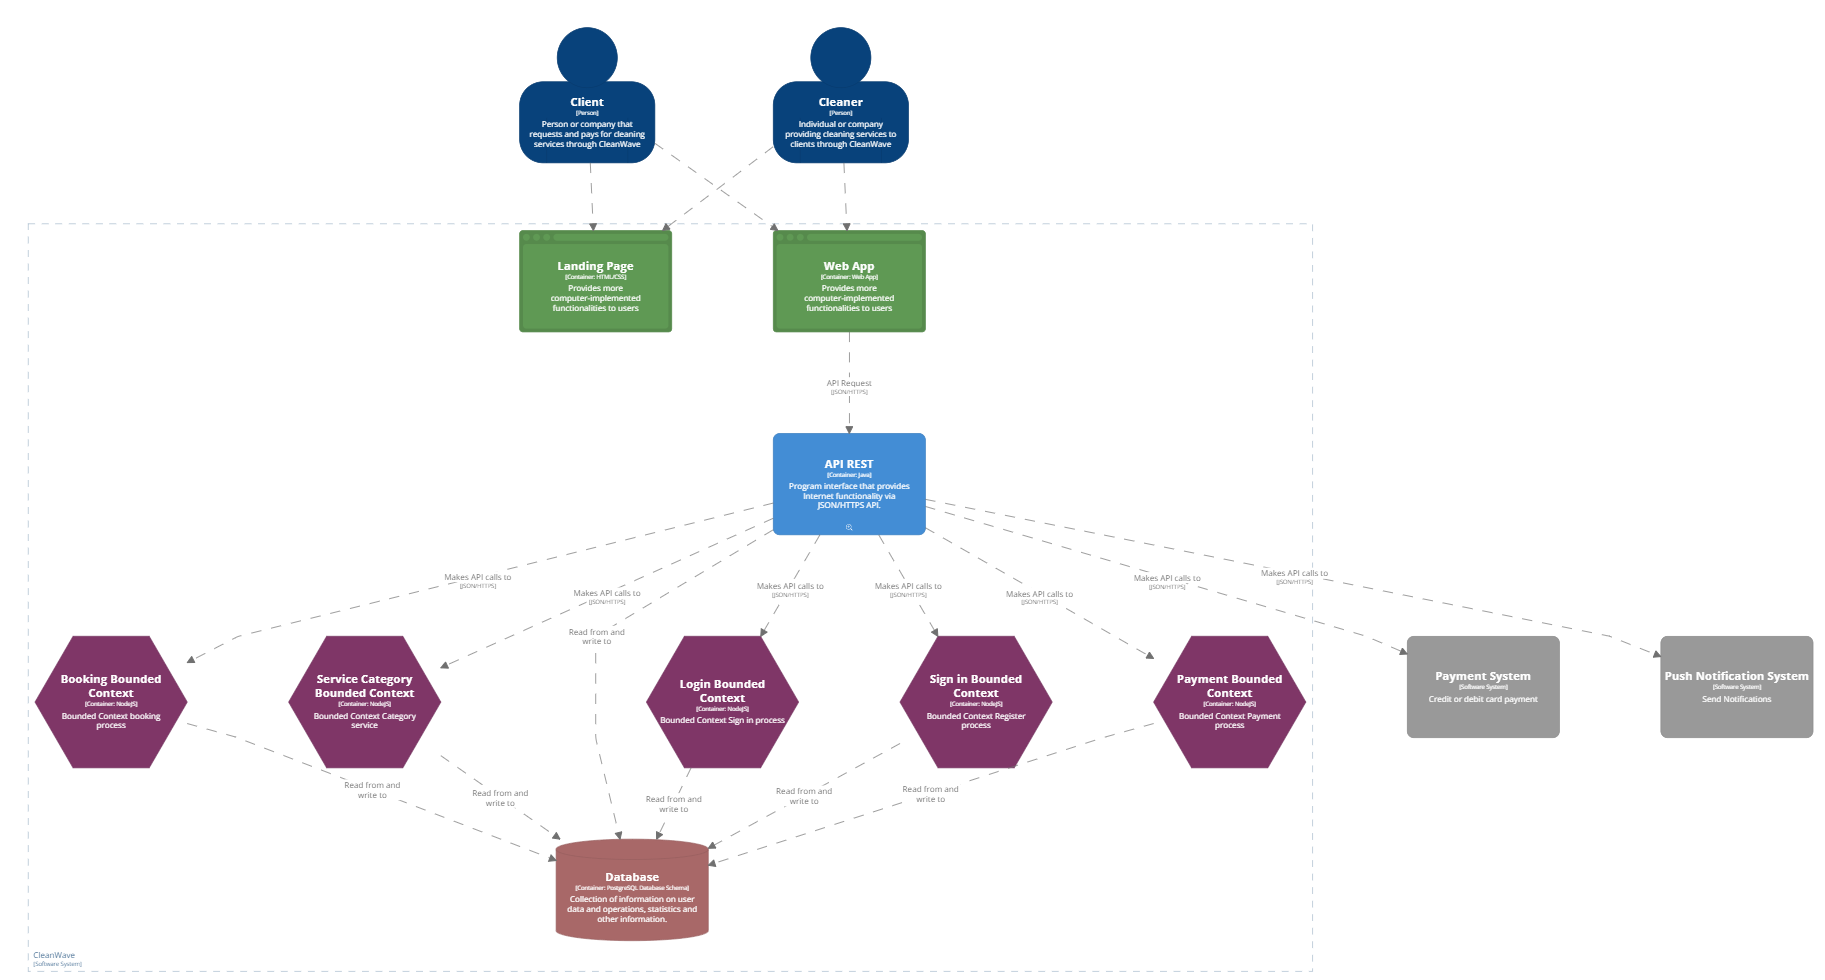 Client
[Person]
Person or company that
requests and pays for cleaning
services through CleanWave
Cleaner
[Person]
Individual or company
providing cleaning services to
clients through CleanWave
Landing Page
[Container: HTML/CSS]
Provides more
computer-implemented
functionalities to users
Web App
[Container: Web App]
Provides more
computer-implemented
functionalities to users
API Request
[JSON/HTTPS]
API REST
[Container: Java]
Program interface that provides
Internet functionality via
JSON/HTTPS API.
Makes API calls to
[JSON/HTTPS]
Makes API calls to
[JSON/HTTPS]
Read from and
write to
Makes API calls to
[JSON/HTTPS]
Makes API calls to
[JSON/HTTPS]
Makes API calls to
[JSON/HTTPS]
Makes API calls to
[JSON/HTTPS]
Makes API calls to
[JSON/HTTPS]
Booking Bounded
Context
[Container: NodeJS]
Bounded Context booking
process
Service Category
Bounded Context
[Container: NodeJS]
Bounded Context Category
service
Login Bounded
Context
[Container: NodeJS]
Bounded Context Sign in process
Sign in Bounded
Context
[Container: NodeJS]
Bounded Context Register
process
Payment Bounded
Context
[Container: NodeJS]
Bounded Context Payment
process
Payment System
[Software System]
Credit or debit card payment
Push Notification System
[Software System]
Send Notifications
Read from and
write to
Read from and
write to
Read from and
write to
Read from and
write to
Read from and
write to
Database
[Container: PostgreSQL Database Schema]
Collection of information on user
data and operations, statistics and
other information.
CleanWave
[Software System]